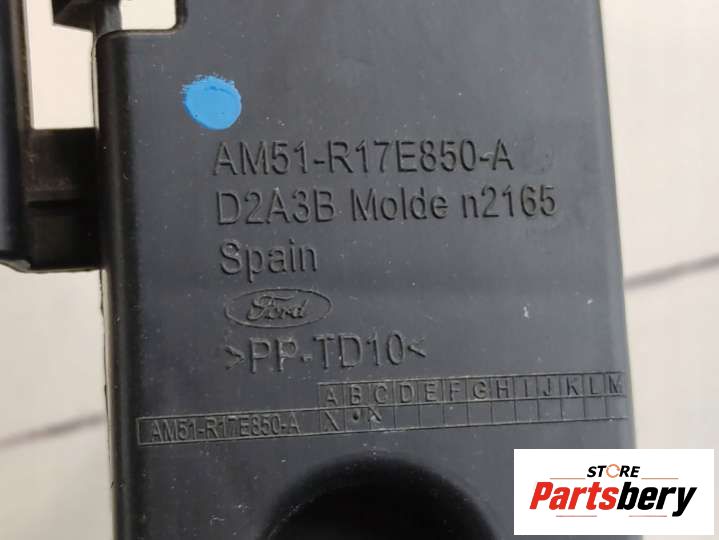 AM51-R17E850-A
D2A3B Molde n2165
Spain
Ford
>PP-TD10<
A B C D E F G H I J K L M
AM51-R17E850-A X
STORE
Partsbery